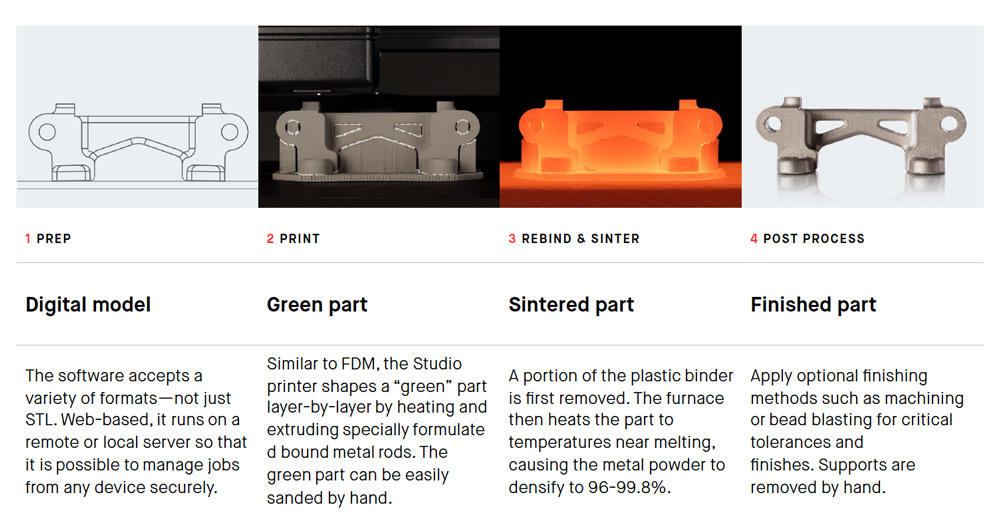 1 PREP
2 PRINT
3 REBIND & SINTER
4 POST PROCESS
Digital model
Green part
Sintered part
Finished part
The software accepts a
variety of formats—not just
STL. Web-based, it runs on a
remote or local server so that
it is possible to manage jobs
from any device securely.
Similar to FDM, the Studio
printer shapes a “green” part
layer-by-layer by heating and
extruding specially formulate
d bound metal rods. The
green part can be easily
sanded by hand.
A portion of the plastic binder
is first removed. The furnace
then heats the part to
temperatures near melting,
causing the metal powder to
densify to 96-99.8%.
Apply optional finishing
methods such as machining
or bead blasting for critical
tolerances and
finishes. Supports are
removed by hand.